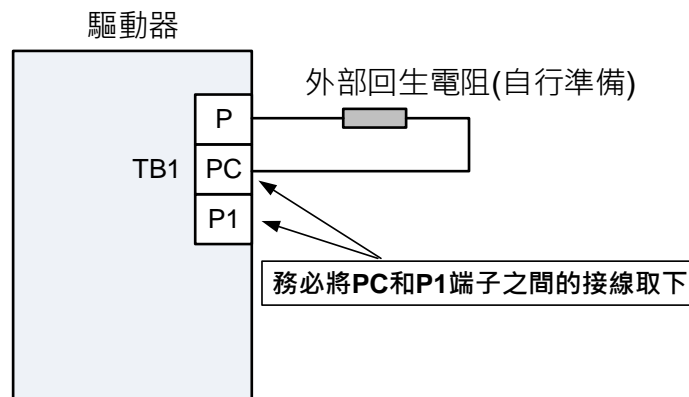 驅動器
外部回生電阻(自行準備)
P
TB1 PC
P1
務必將PC和P1端子之間的接線取下